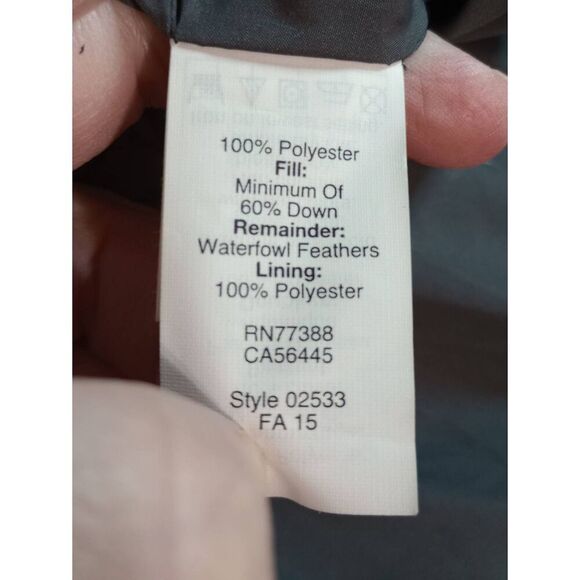 100% Polyester
Fill:
Minimum Of
60% Down
Remainder:
Waterfowl Feathers
Lining:
100% Polyester
RN77388
CA56445
Style 02533
FA 15